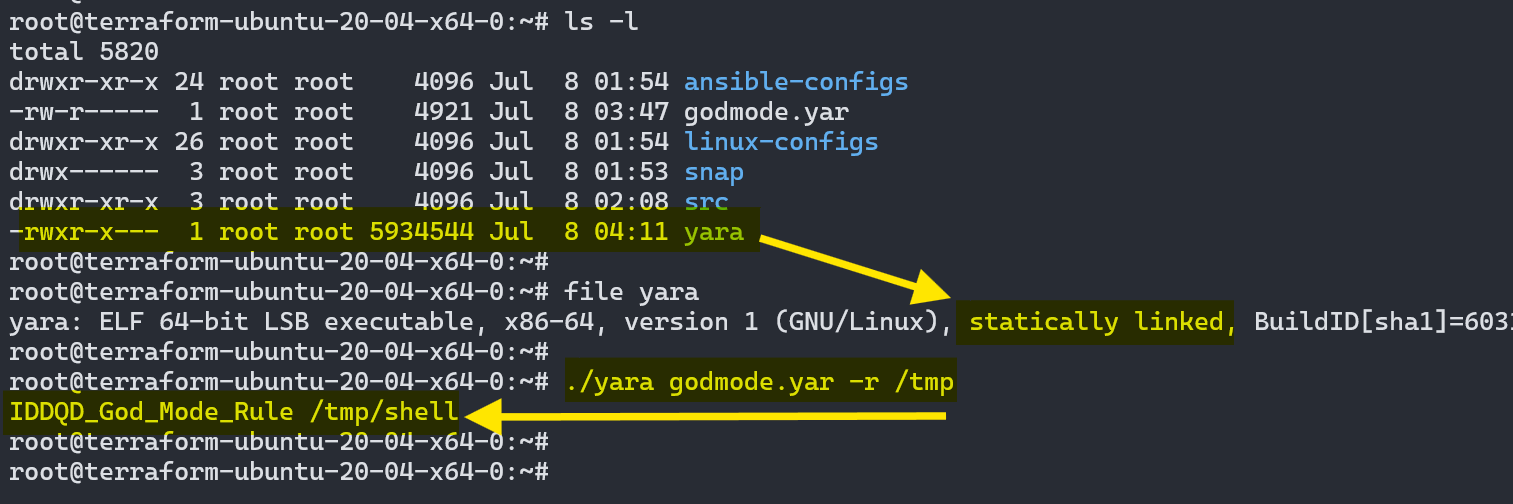 root@terraform-ubuntu-20-04-x64-0:~# ls -l
total 5820
drwxr-xr-x 24 root root    4096 Jul  8 01:54 ansible-configs
-rw-r-----  1 root root    4921 Jul  8 03:47 godmode.yar
drwxr-xr-x 26 root root    4096 Jul  8 01:54 linux-configs
drwx------  3 root root    4096 Jul  8 01:53 snap
drwxr-xr-x  3 root root    4096 Jul  8 02:08 src
-rwxr-x---  1 root root 5934544 Jul  8 04:11 yara
root@terraform-ubuntu-20-04-x64-0:~#
root@terraform-ubuntu-20-04-x64-0:~# file yara
yara: ELF 64-bit LSB executable, x86-64, version 1 (GNU/Linux), statically linked, BuildID[sha1]=603
root@terraform-ubuntu-20-04-x64-0:~#
root@terraform-ubuntu-20-04-x64-0:~# ./yara godmode.yar -r /tmp
IDDQD_God_Mode_Rule /tmp/shell
root@terraform-ubuntu-20-04-x64-0:~#
root@terraform-ubuntu-20-04-x64-0:~#